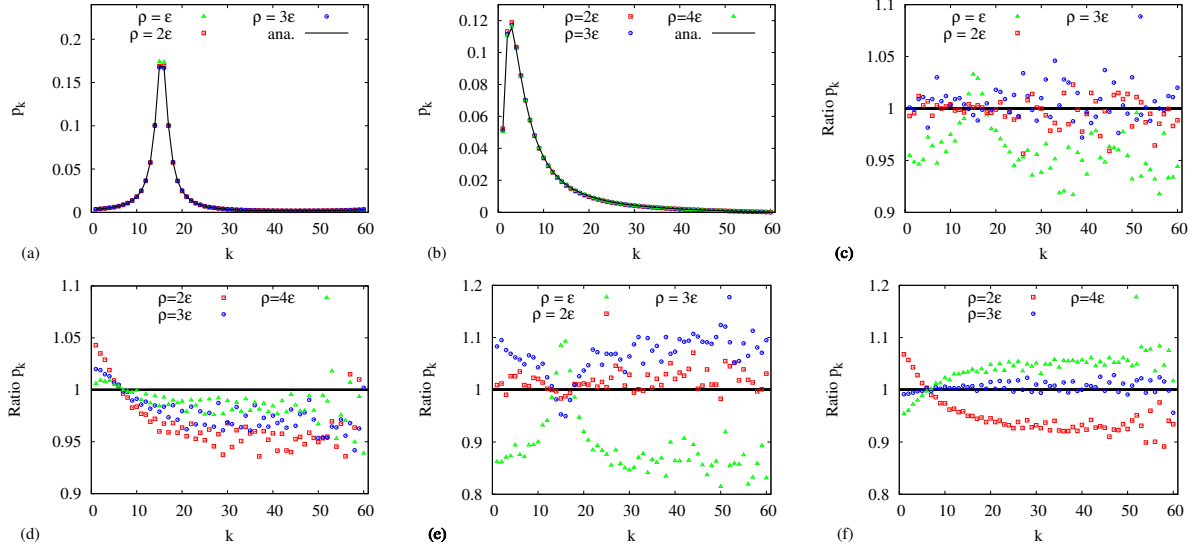 ρ = ε ρ = 3ε
ρ = 2ε ana.
0.2
0.15
0.1
0.05
0
p_k
0 10 20 30 40 50 60
k
(a)
ρ=2ε ρ=4ε
ρ=3ε ana.
0.12
0.1
0.08
0.06
0.04
0.02
0
p_k
0 10 20 30 40 50 60
k
(b)
ρ = ε ρ = 3ε
ρ = 2ε
1.1
1.05
1
0.95
0.9
Ratio p_k
0 10 20 30 40 50 60
k
(c)
ρ=2ε ρ=4ε
ρ=3ε
1.1
1.05
1
0.95
0.9
Ratio p_k
0 10 20 30 40 50 60
k
(d)
ρ = ε ρ = 3ε
ρ = 2ε
1.2
1.1
1
0.9
0.8
Ratio p_k
0 10 20 30 40 50 60
k
(e)
ρ=2ε ρ=4ε
ρ=3ε
1.2
1.1
1
0.9
0.8
Ratio p_k
0 10 20 30 40 50 60
k
(f)